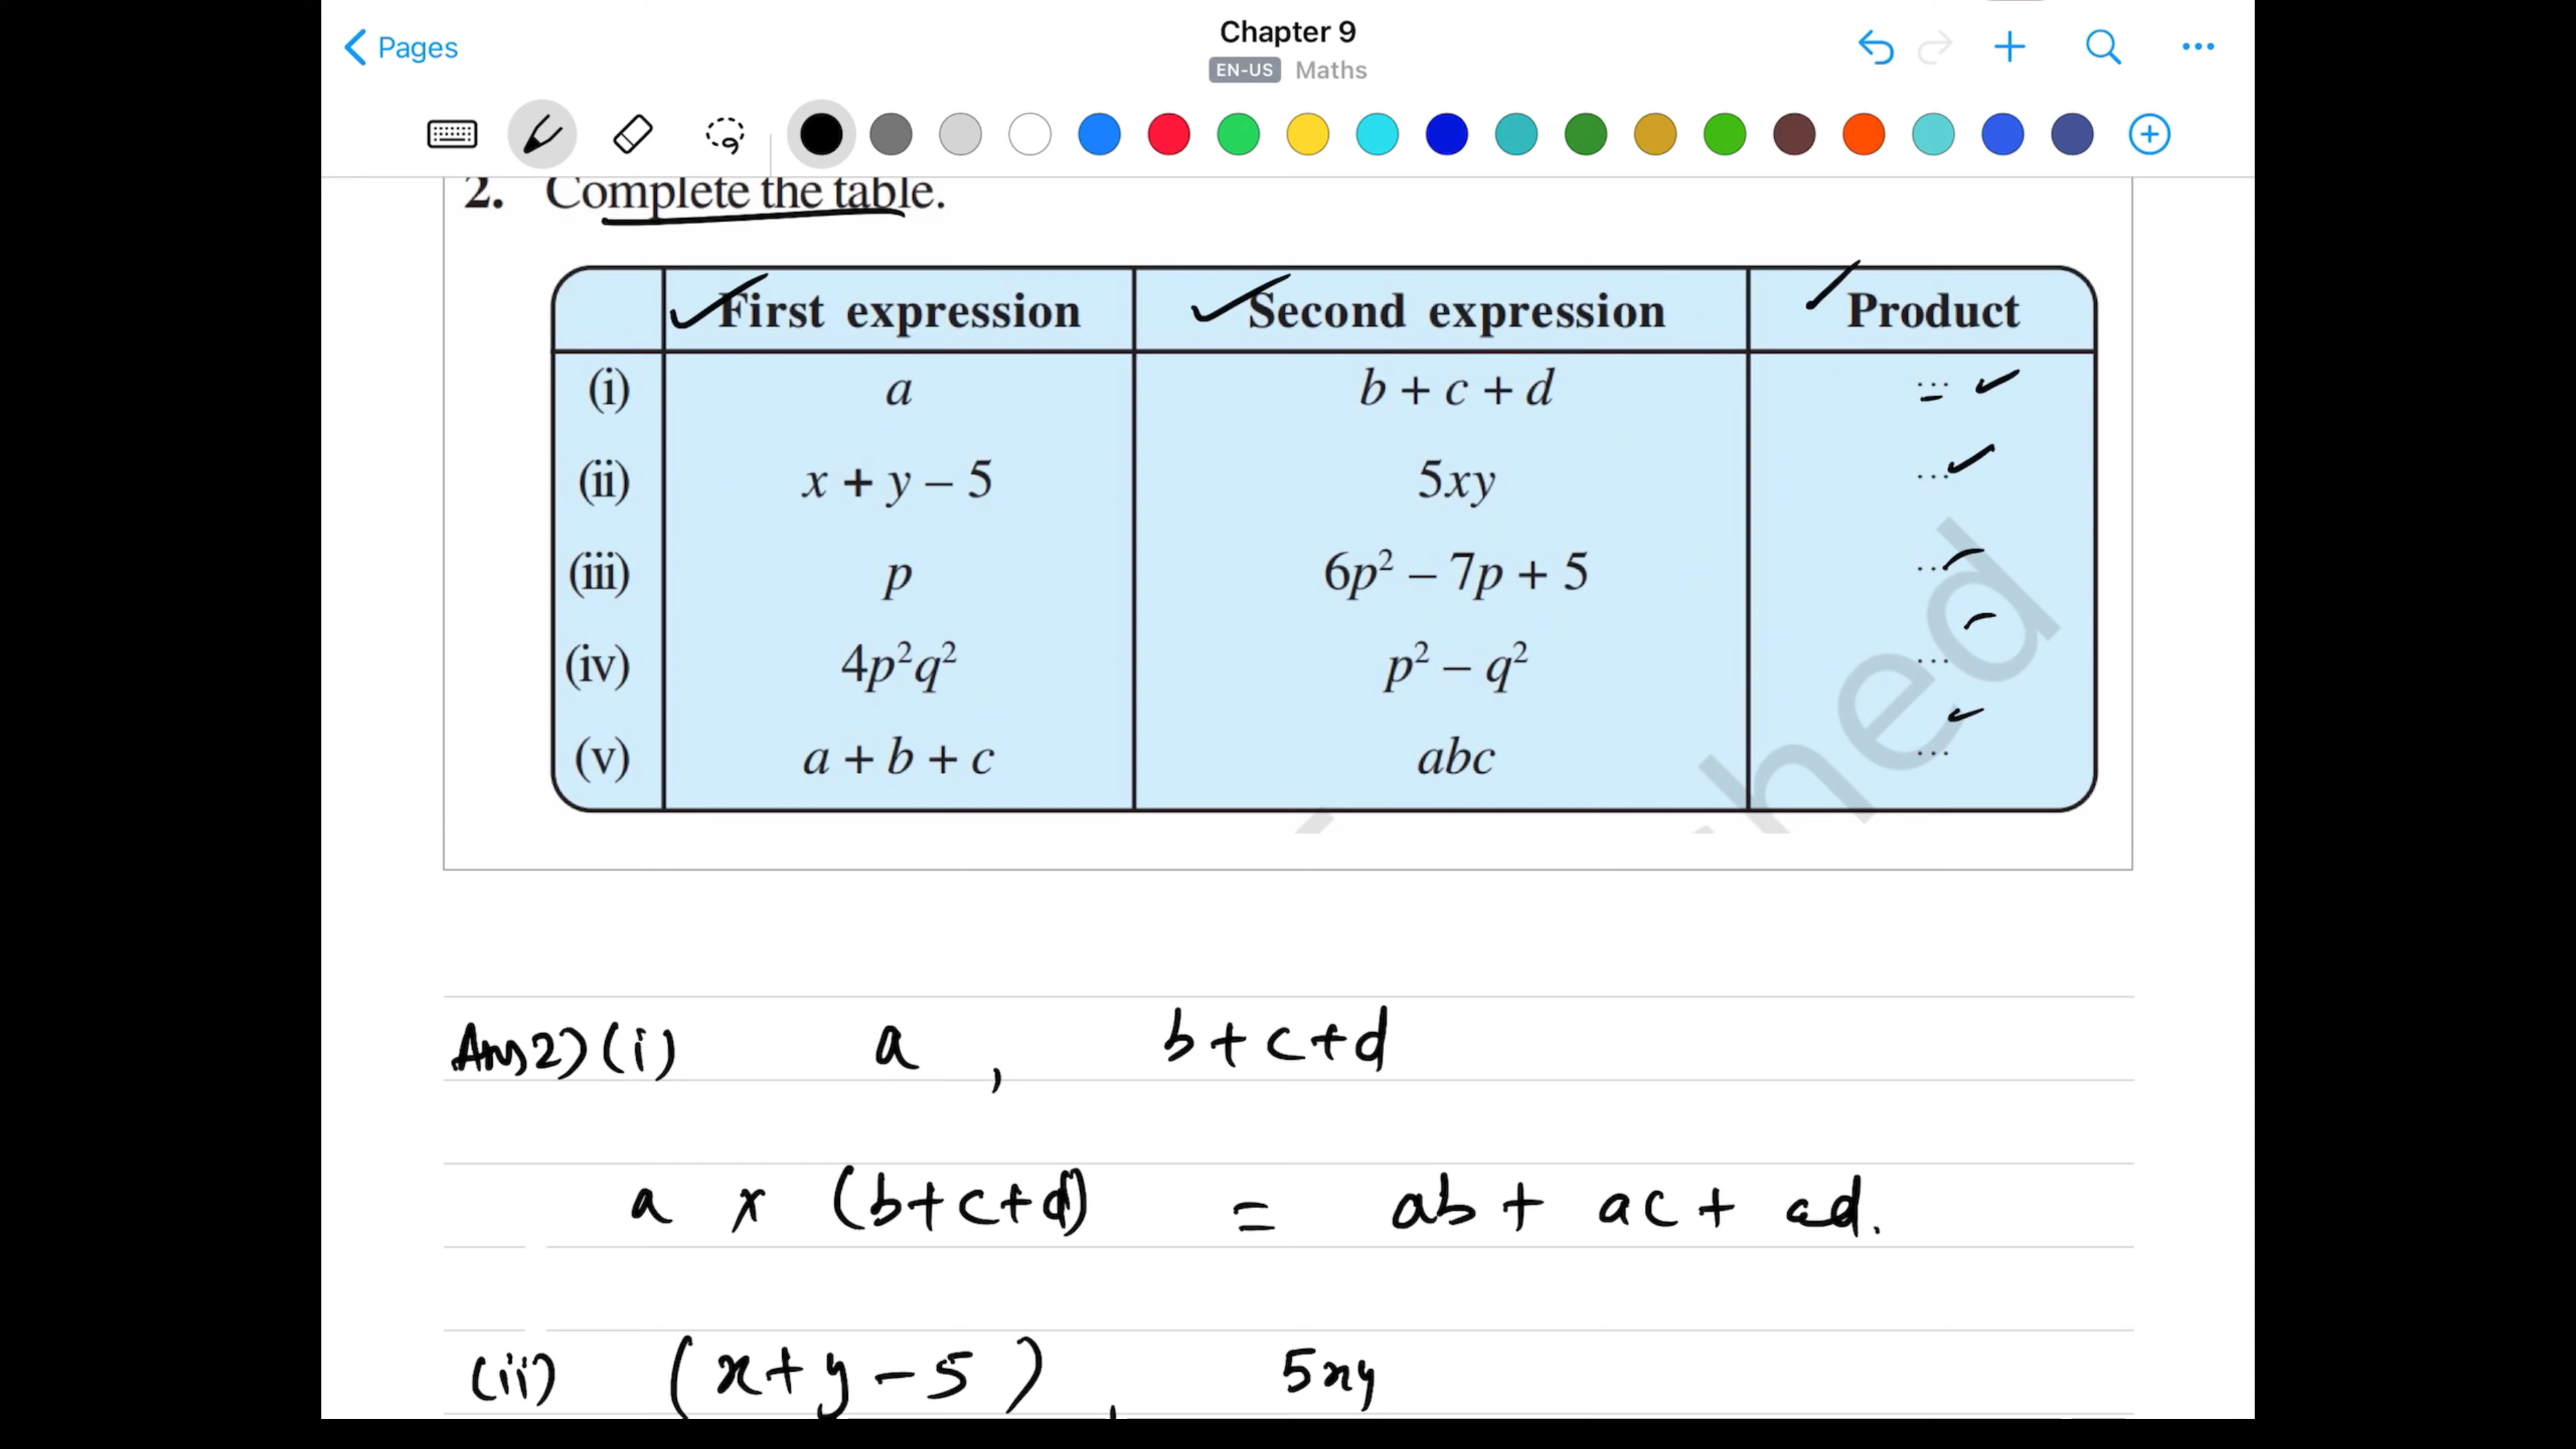 Pages
Chapter 9
EN-US Maths
2. Complete the table.
First expression Second expression Product
(i) a b + c + d ...
(ii) x + y – 5 5xy ...
(iii) p 6p² – 7p + 5 ...
(iv) 4p²q² p² – q² ...
(v) a + b + c abc ...
hed
Ans2) (i) a , b+c+d
a x (b+c+d) = ab + ac + ad.
(ii) (x+y-5) , 5xy